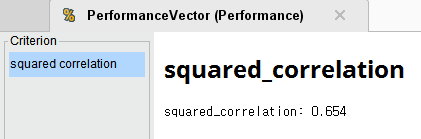 PerformanceVector (Performance)
Criterion
squared correlation
squared_correlation
squared_correlation: 0.654